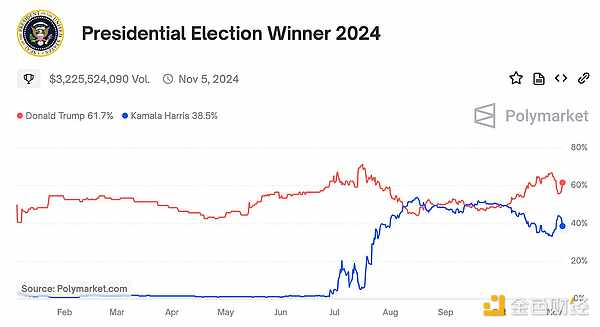 Presidential Election Winner 2024
$3,225,524,090 Vol. Nov 5, 2024
Donald Trump 61.7% Kamala Harris 38.5%
Polymarket
80%
60%
40%
20%
Source: Polymarket.com
Feb Mar Apr May Jun Jul Aug Sep Oct Nov
金色财经